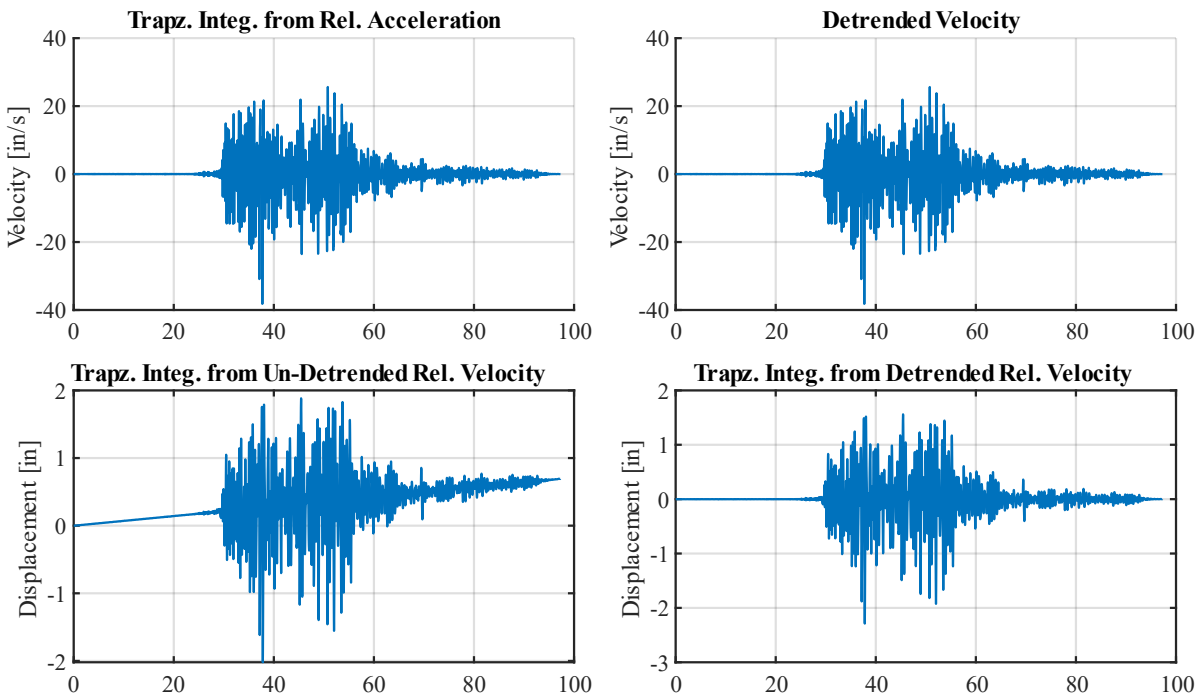 Trapz. Integ. from Rel. Acceleration
Velocity [in/s]
40
20
0
-20
-40
0 20 40 60 80 100
Detrended Velocity
Velocity [in/s]
40
20
0
-20
-40
0 20 40 60 80 100
Trapz. Integ. from Un-Detrended Rel. Velocity
Displacement [in]
2
1
0
-1
-2
0 20 40 60 80 100
Trapz. Integ. from Detrended Rel. Velocity
Displacement [in]
2
1
0
-1
-2
-3
0 20 40 60 80 100